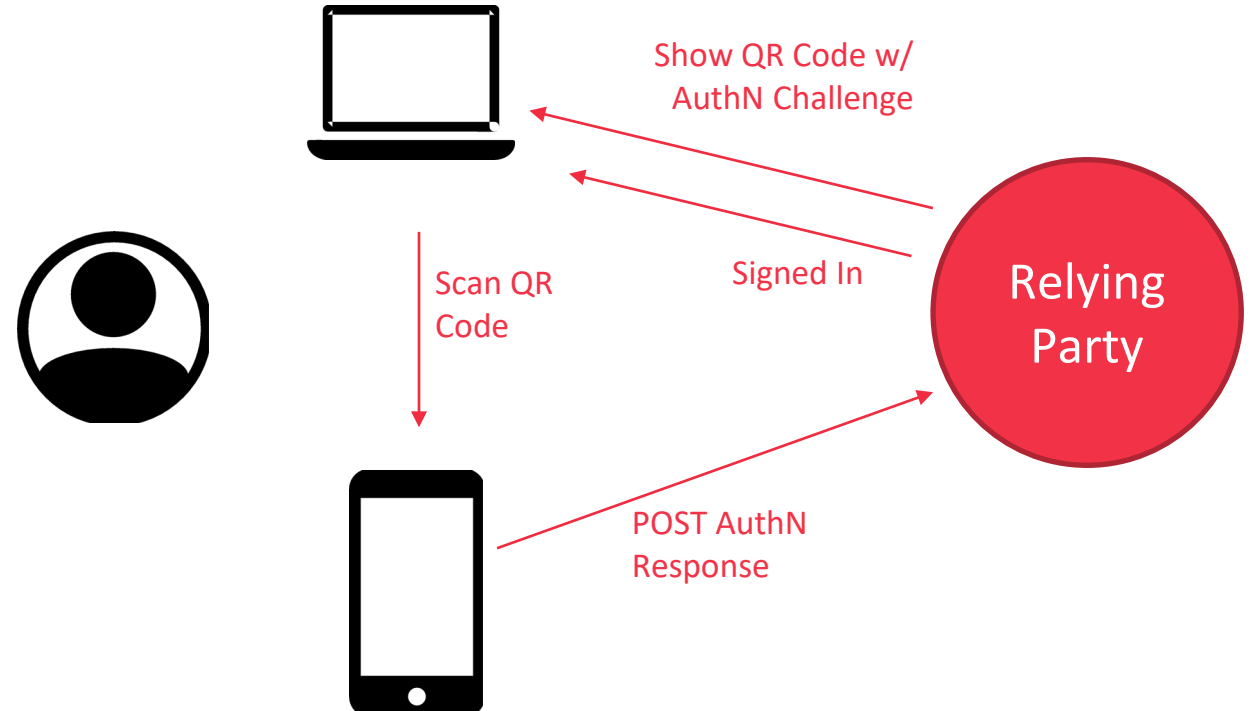 Show QR Code w/
AuthN Challenge
Signed In
Scan QR
Code
Relying
Party
POST AuthN
Response